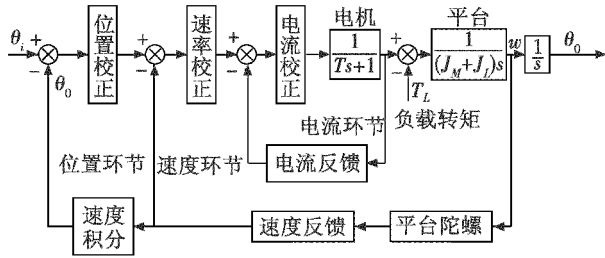 θi + − θ0
位置校正
+ −
速率校正
+ −
电流校正
电机
1
Ts+1
+ −
TL
负载转矩
平台
1
(JM+JL)s
w
1
s
θ0
电流环节
电流反馈
位置环节
速度环节
速度积分
速度反馈
平台陀螺